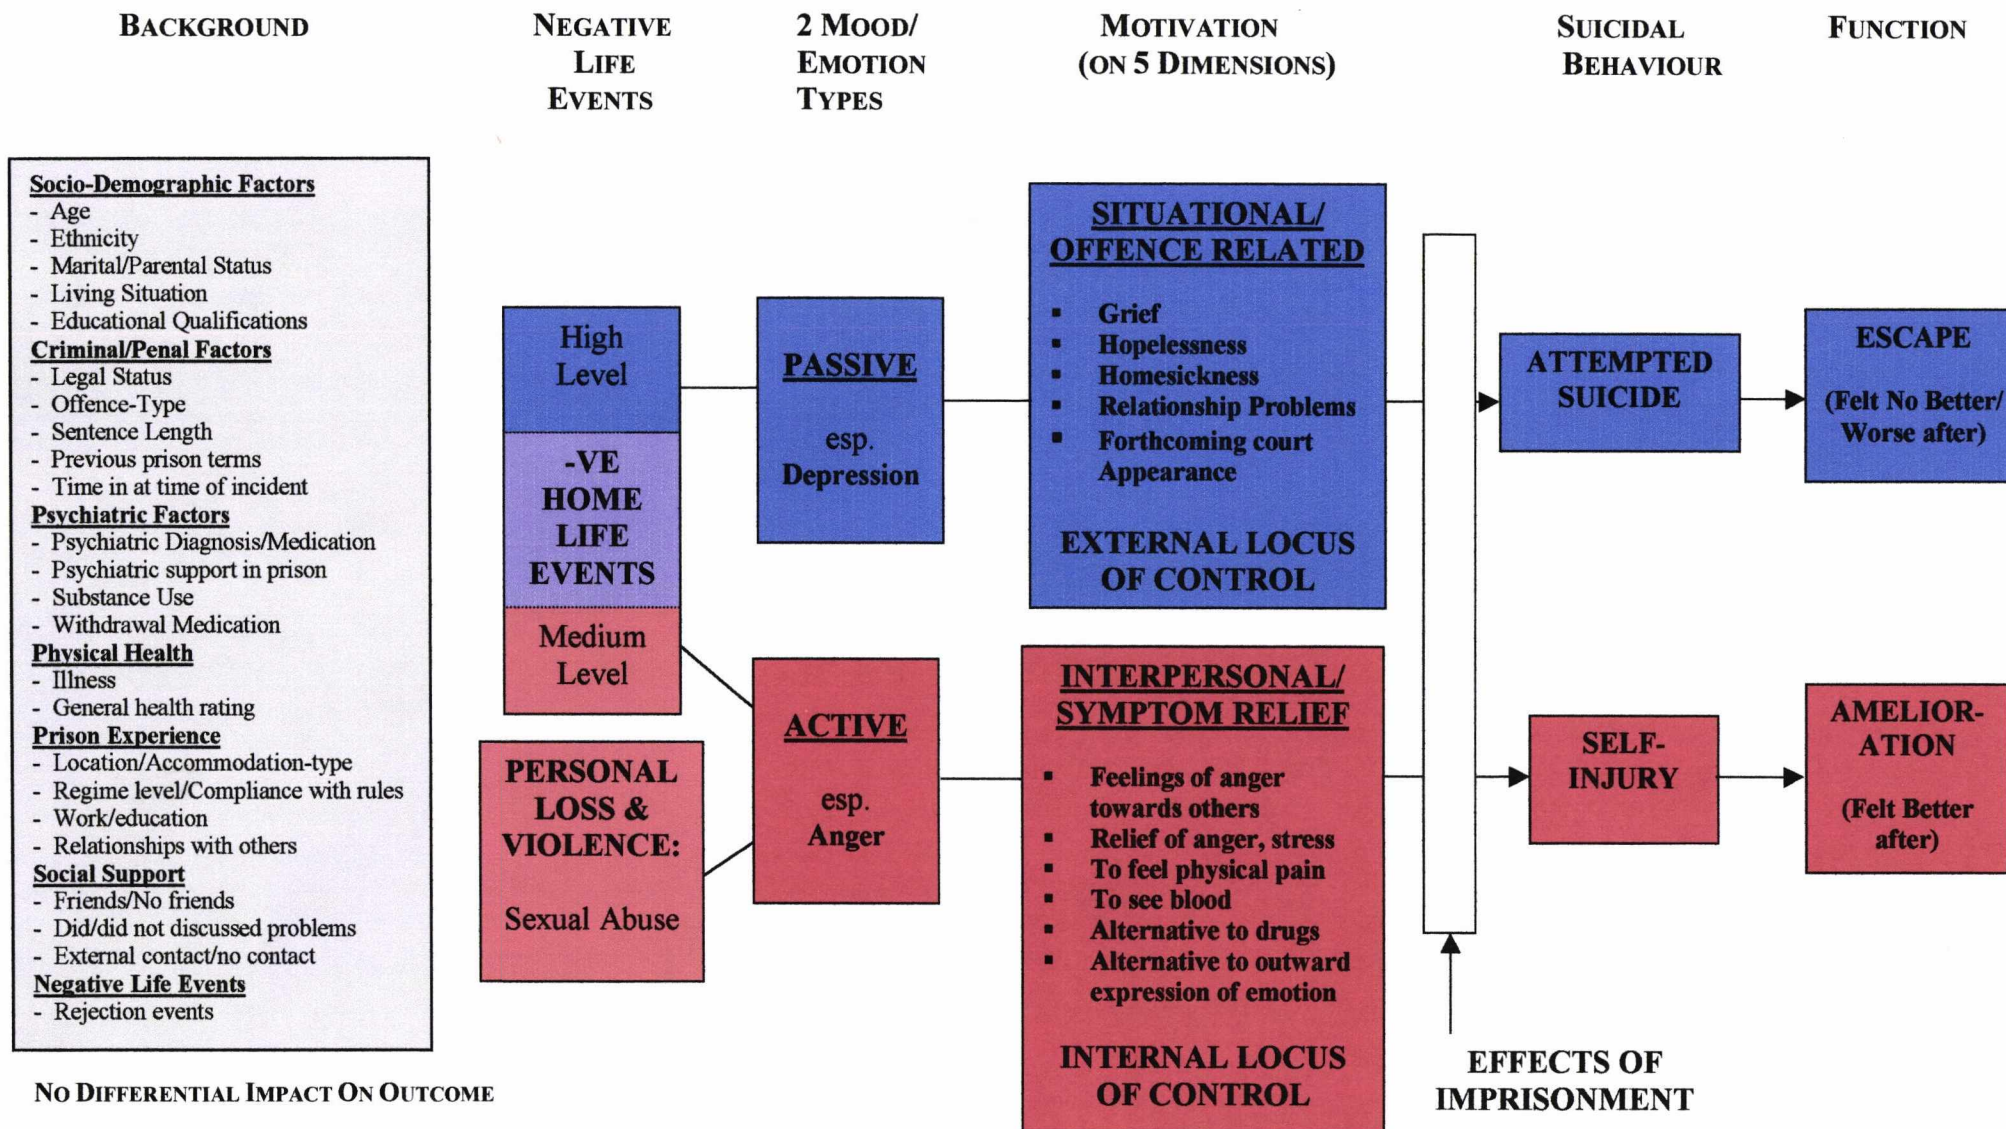 BACKGROUND
NEGATIVE
LIFE
EVENTS
2 MOOD/
EMOTION
TYPES
MOTIVATION
(ON 5 DIMENSIONS)
SUICIDAL
BEHAVIOUR
FUNCTION
Socio-Demographic Factors
- Age
- Ethnicity
- Marital/Parental Status
- Living Situation
- Educational Qualifications
Criminal/Penal Factors
- Legal Status
- Offence-Type
- Sentence Length
- Previous prison terms
- Time in at time of incident
Psychiatric Factors
- Psychiatric Diagnosis/Medication
- Psychiatric support in prison
- Substance Use
- Withdrawal Medication
Physical Health
- Illness
- General health rating
Prison Experience
- Location/Accommodation-type
- Regime level/Compliance with rules
- Work/education
- Relationships with others
Social Support
- Friends/No friends
- Did/did not discussed problems
- External contact/no contact
Negative Life Events
- Rejection events
NO DIFFERENTIAL IMPACT ON OUTCOME
High
Level
-VE
HOME
LIFE
EVENTS
Medium
Level
PERSONAL
LOSS &
VIOLENCE:
Sexual Abuse
PASSIVE
esp.
Depression
ACTIVE
esp.
Anger
SITUATIONAL/
OFFENCE RELATED
▪ Grief
▪ Hopelessness
▪ Homesickness
▪ Relationship Problems
▪ Forthcoming court
Appearance
EXTERNAL LOCUS
OF CONTROL
INTERPERSONAL/
SYMPTOM RELIEF
▪ Feelings of anger
towards others
▪ Relief of anger, stress
▪ To feel physical pain
▪ To see blood
▪ Alternative to drugs
▪ Alternative to outward
expression of emotion
INTERNAL LOCUS
OF CONTROL
EFFECTS OF
IMPRISONMENT
ATTEMPTED
SUICIDE
SELF-
INJURY
ESCAPE
(Felt No Better/
Worse after)
AMELIOR-
ATION
(Felt Better
after)